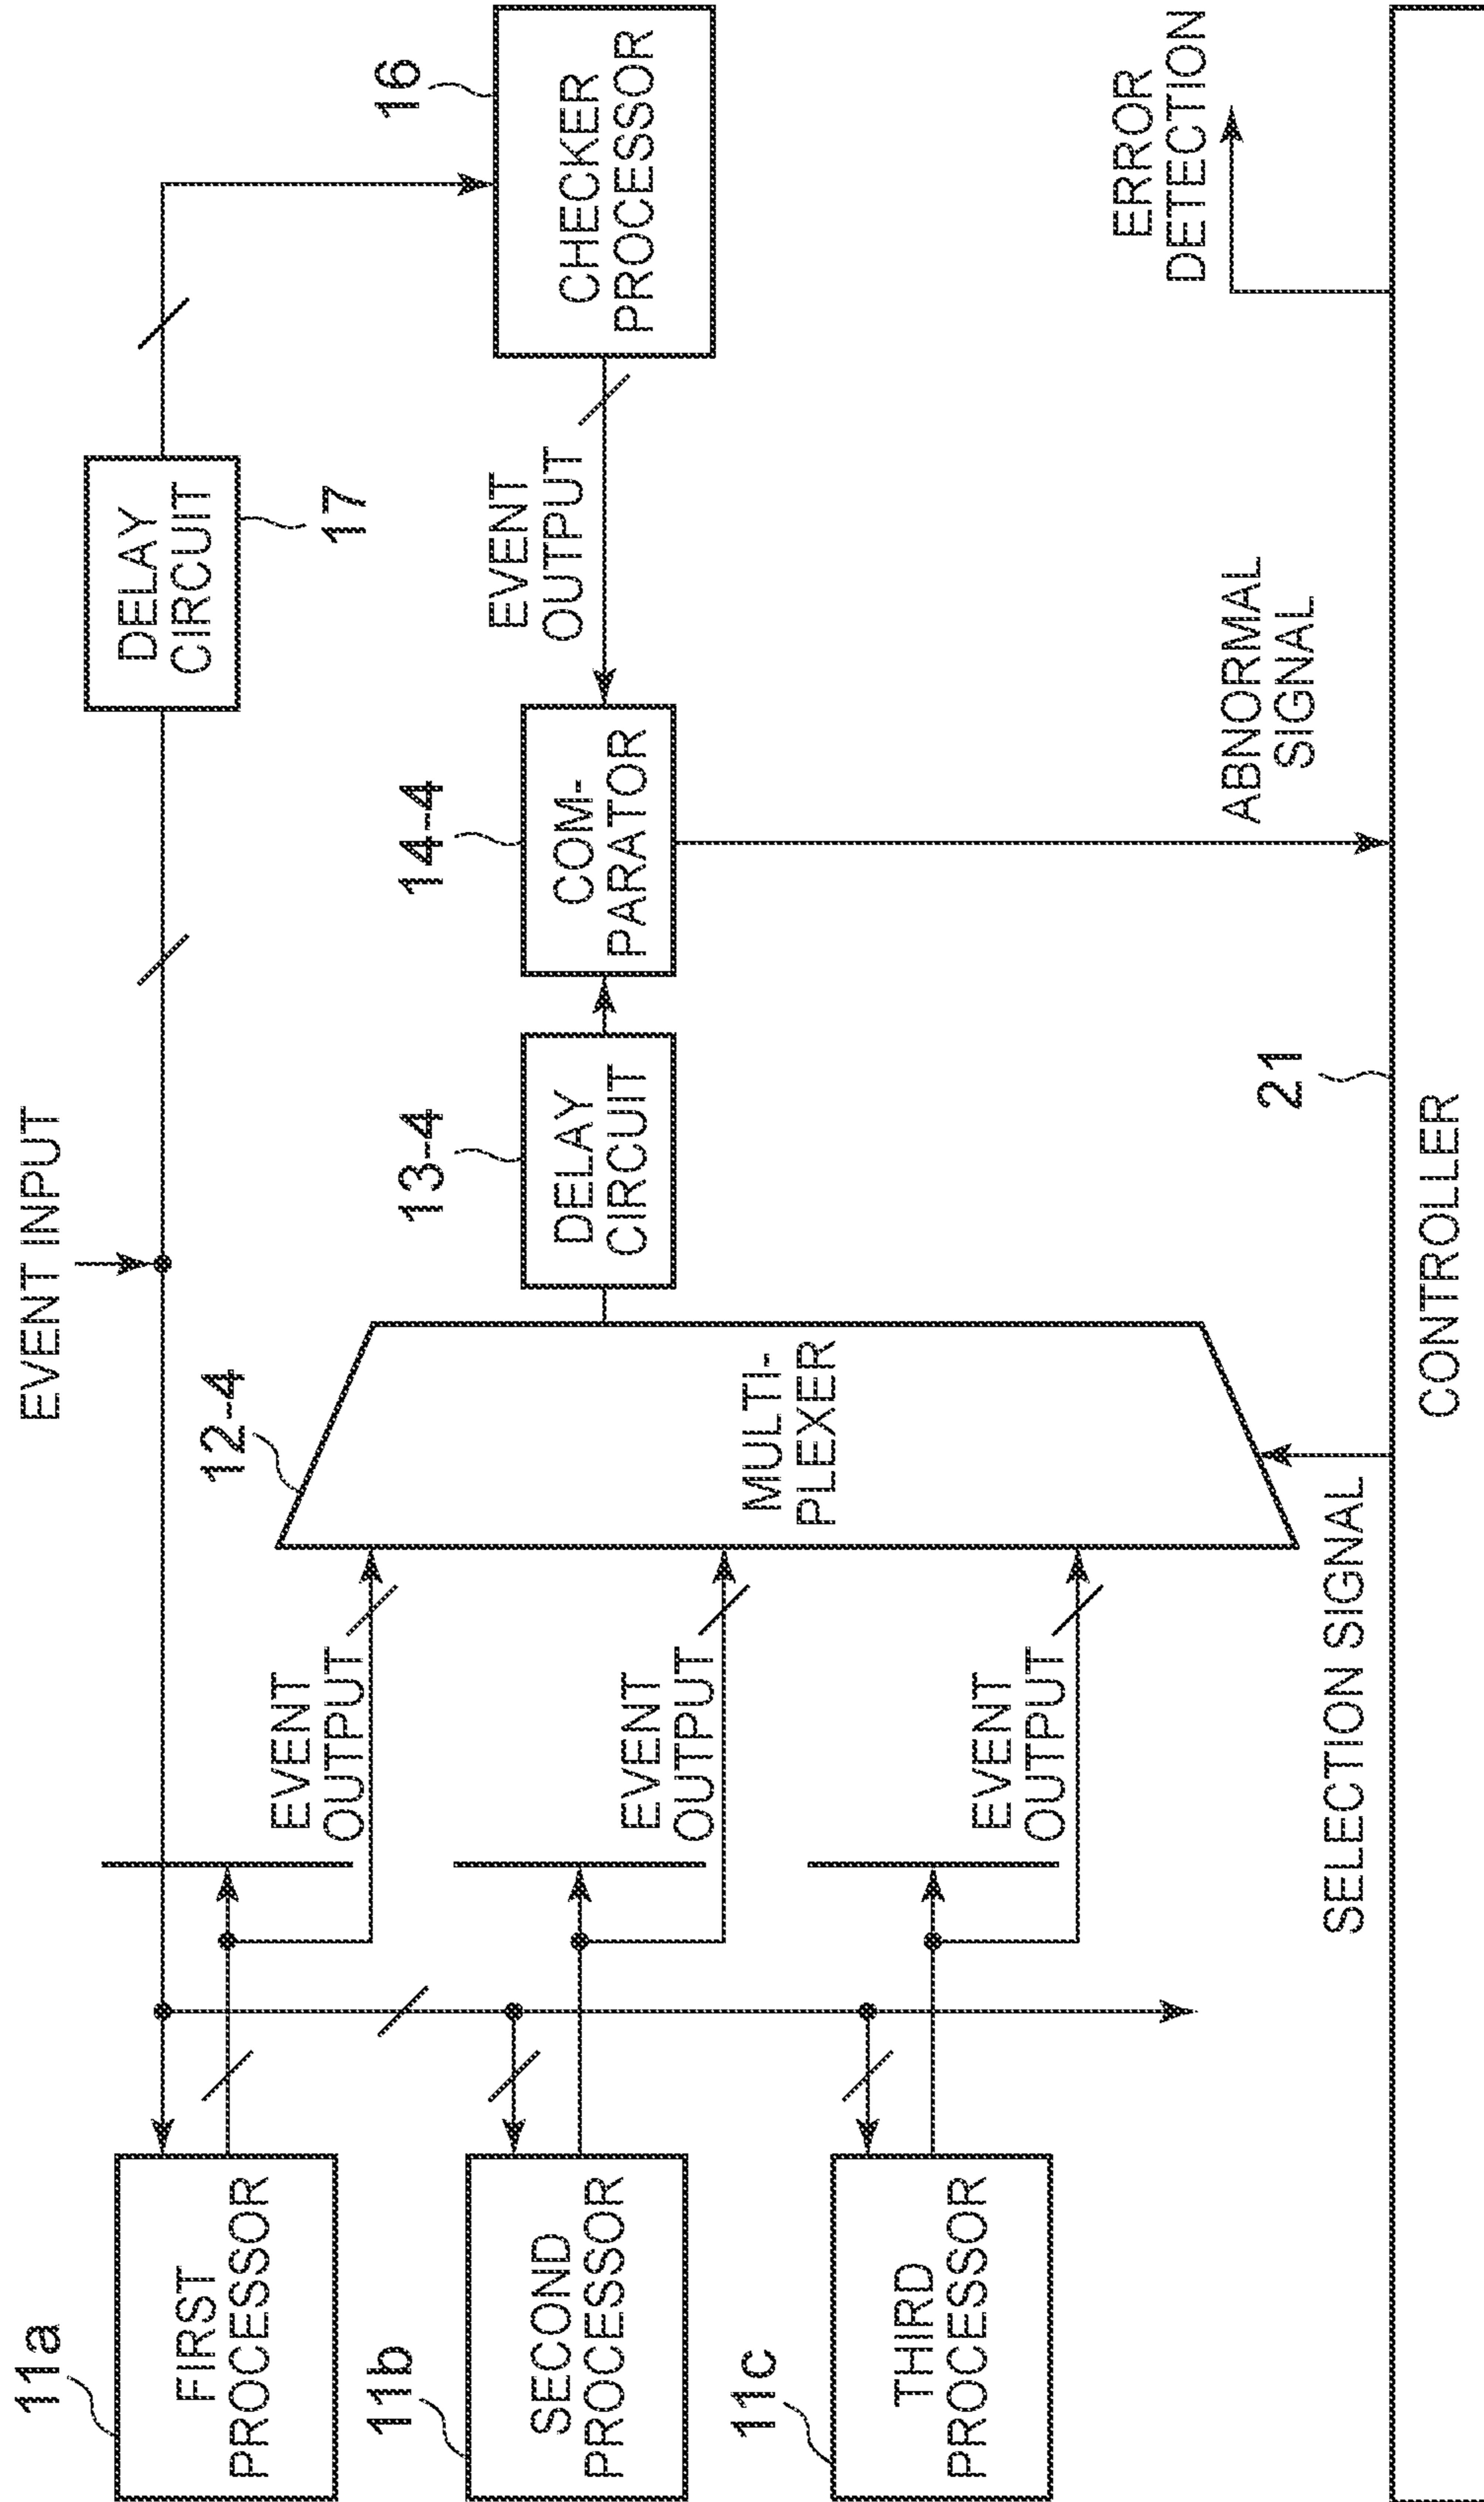 EVENT INPUT
11a
FIRST
PROCESSOR
EVENT
OUTPUT
12-4
DELAY
CIRCUIT
17
16
CHECKER
PROCESSOR
11b
SECOND
PROCESSOR
EVENT
OUTPUT
MULTI-
PLEXER
13-4
DELAY
CIRCUIT
14-4
COM-
PARATOR
EVENT
OUTPUT
11c
THIRD
PROCESSOR
EVENT
OUTPUT
ERROR
DETECTION
ABNORMAL
SIGNAL
SELECTION SIGNAL
21
CONTROLLER